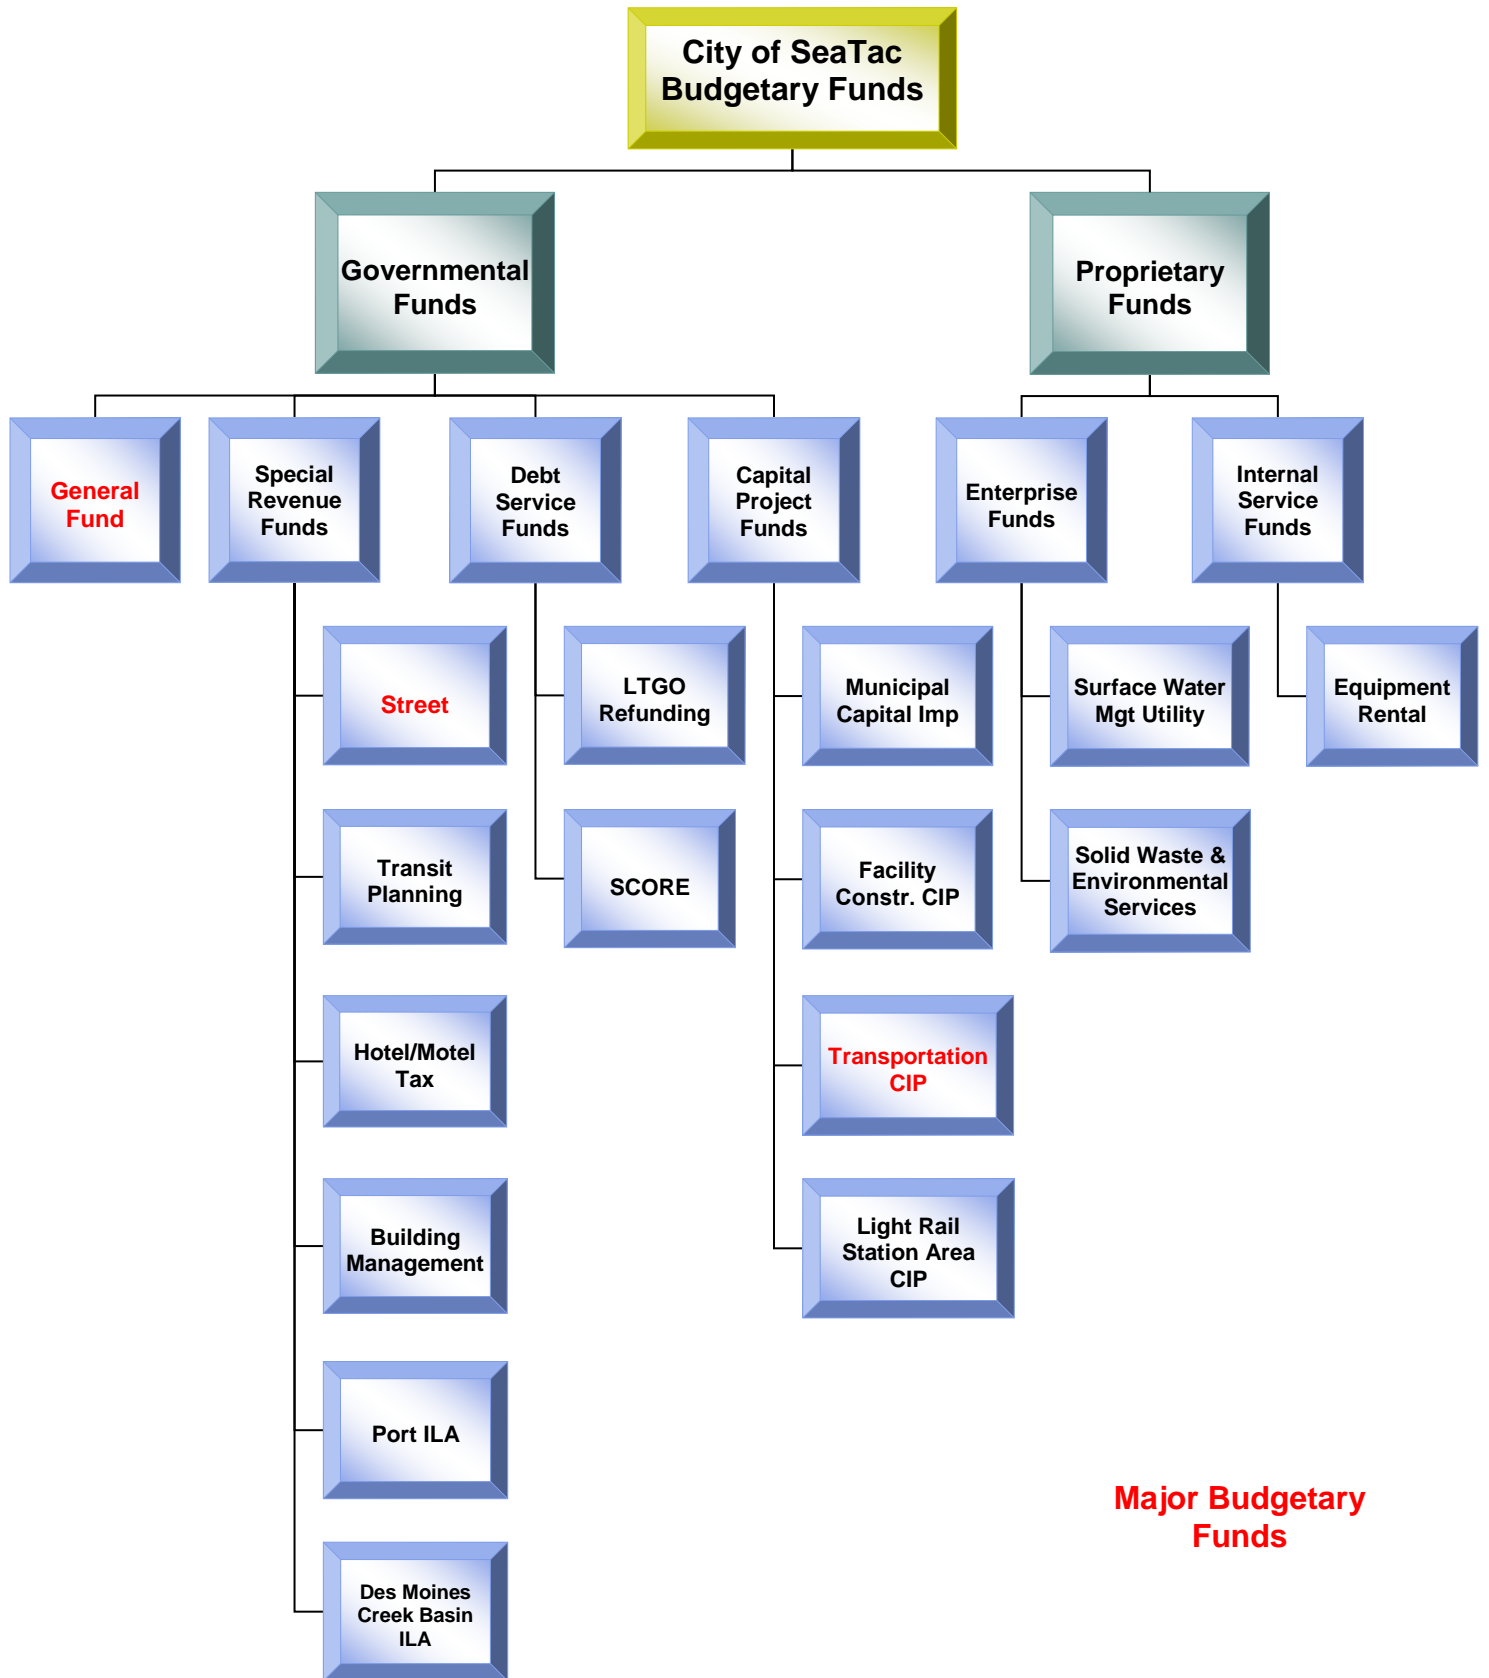 City of SeaTac
Budgetary Funds
Governmental
Funds
Proprietary
Funds
General
Fund
Special
Revenue
Funds
Debt
Service
Funds
Capital
Project
Funds
Enterprise
Funds
Internal
Service
Funds
Street
LTGO
Refunding
Municipal
Capital Imp
Surface Water
Mgt Utility
Equipment
Rental
Transit
Planning
SCORE
Facility
Constr. CIP
Solid Waste &
Environmental
Services
Hotel/Motel
Tax
Transportation
CIP
Building
Management
Light Rail
Station Area
CIP
Port ILA
Major Budgetary
Funds
Des Moines
Creek Basin
ILA